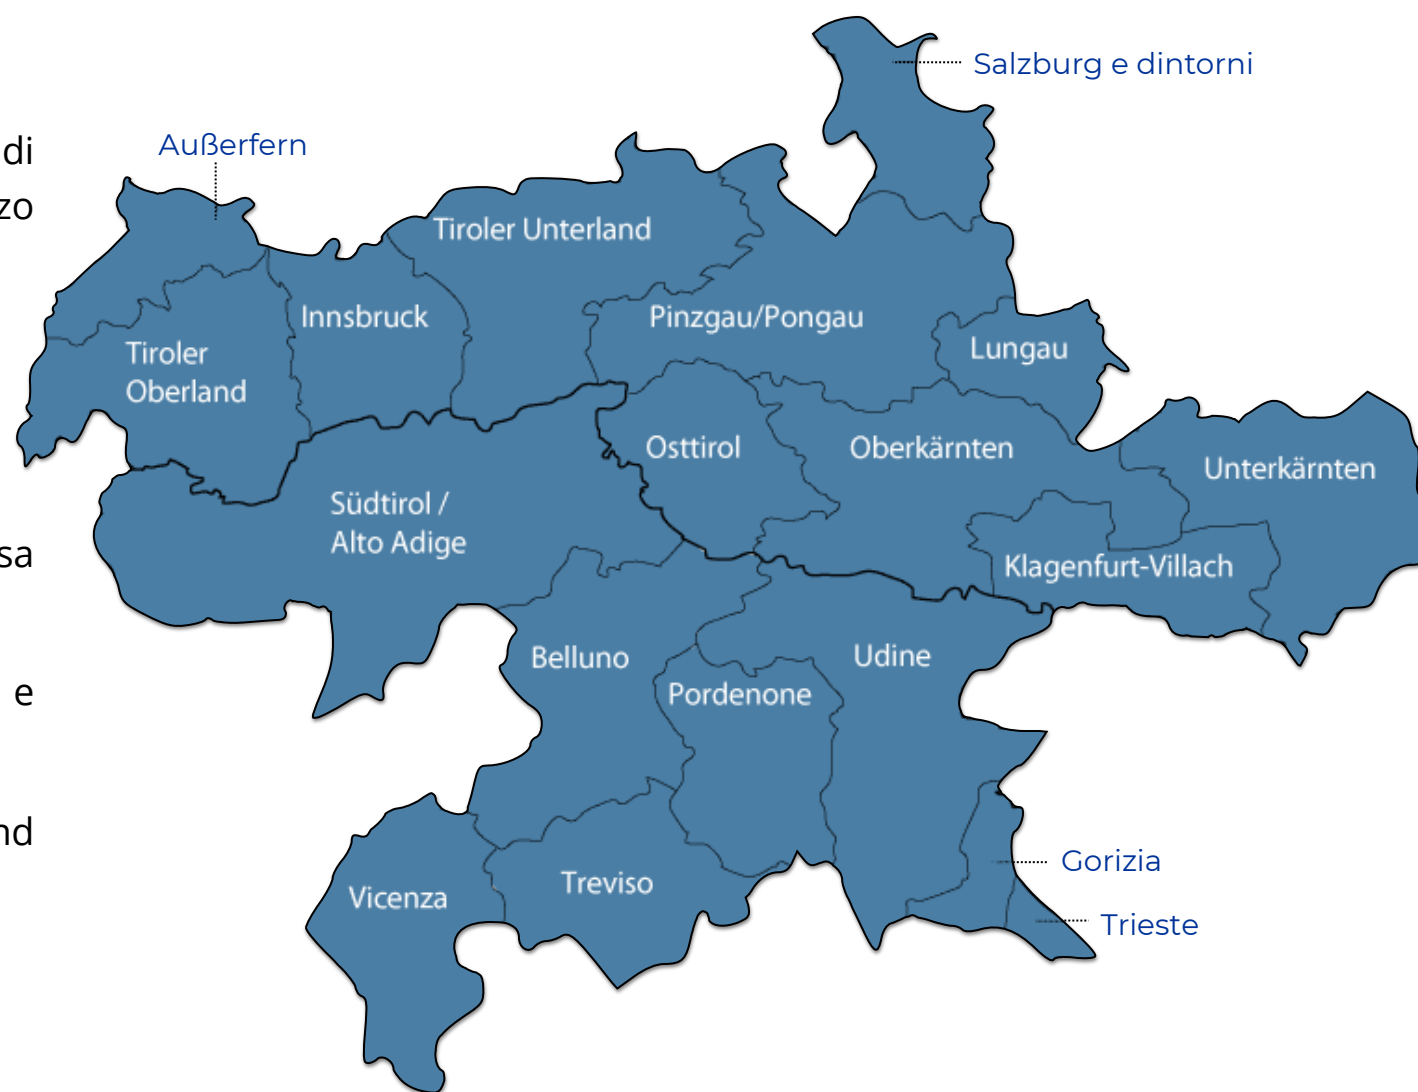 Salzburg e dintorni
di
Außerfern
zo
Tiroler Unterland
Innsbruck
Pinzgau/Pongau
Lungau
Tiroler
Oberland
Osttirol
Oberkärnten
Unterkärnten
Südtirol /
Alto Adige
sa
Klagenfurt-Villach
Belluno
Udine
e
Pordenone
nd
Gorizia
Treviso
Vicenza
Trieste